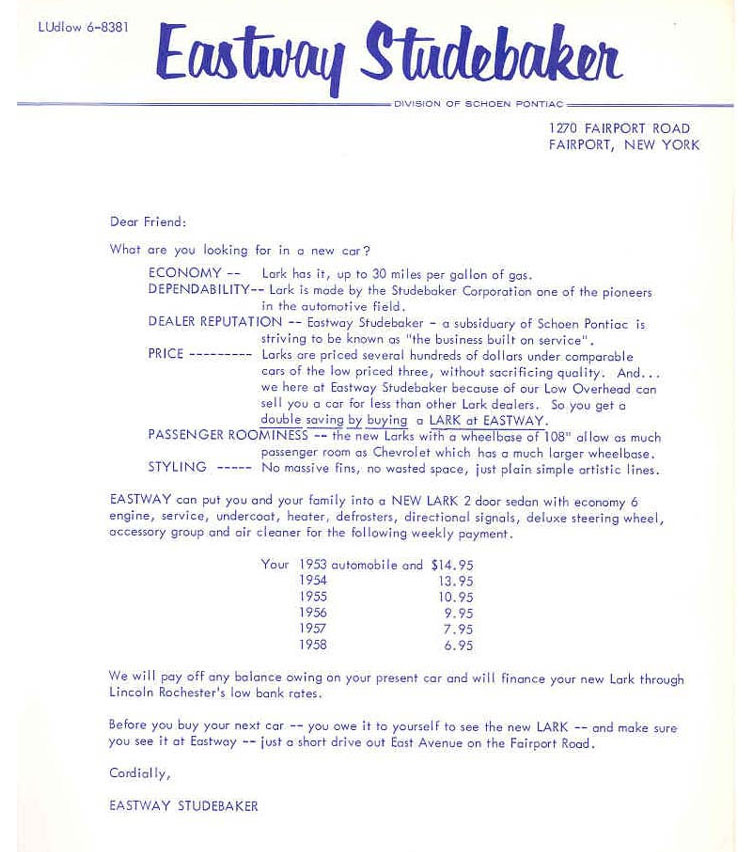 LUdlow 6-8381
Eastway Studebaker
DIVISION OF SCHOEN PONTIAC
1270 FAIRPORT ROAD
FAIRPORT, NEW YORK
Dear Friend:
What are you looking for in a new car?
ECONOMY -- Lark has it, up to 30 miles per gallon of gas.
DEPENDABILITY-- Lark is made by the Studebaker Corporation one of the pioneers
in the automotive field.
DEALER REPUTATION -- Eastway Studebaker - a subsiduary of Schoen Pontiac is
striving to be known as "the business built on service".
PRICE --------- Larks are priced several hundreds of dollars under comparable
cars of the low priced three, without sacrificing quality. And...
we here at Eastway Studebaker because of our Low Overhead can
sell you a car for less than other Lark dealers. So you get a
double saving by buying a LARK at EASTWAY.
PASSENGER ROOMINESS -- the new Larks with a wheelbase of 108" allow as much
passenger room as Chevrolet which has a much larger wheelbase.
STYLING ----- No massive fins, no wasted space, just plain simple artistic lines.
EASTWAY can put you and your family into a NEW LARK 2 door sedan with economy 6
engine, service, undercoat, heater, defrosters, directional signals, deluxe steering wheel,
accessory group and air cleaner for the following weekly payment.
Your 1953 automobile and $14.95
1954 13.95
1955 10.95
1956 9.95
1957 7.95
1958 6.95
We will pay off any balance owing on your present car and will finance your new Lark through
Lincoln Rochester's low bank rates.
Before you buy your next car -- you owe it to yourself to see the new LARK -- and make sure
you see it at Eastway -- just a short drive out East Avenue on the Fairport Road.
Cordially,
EASTWAY STUDEBAKER